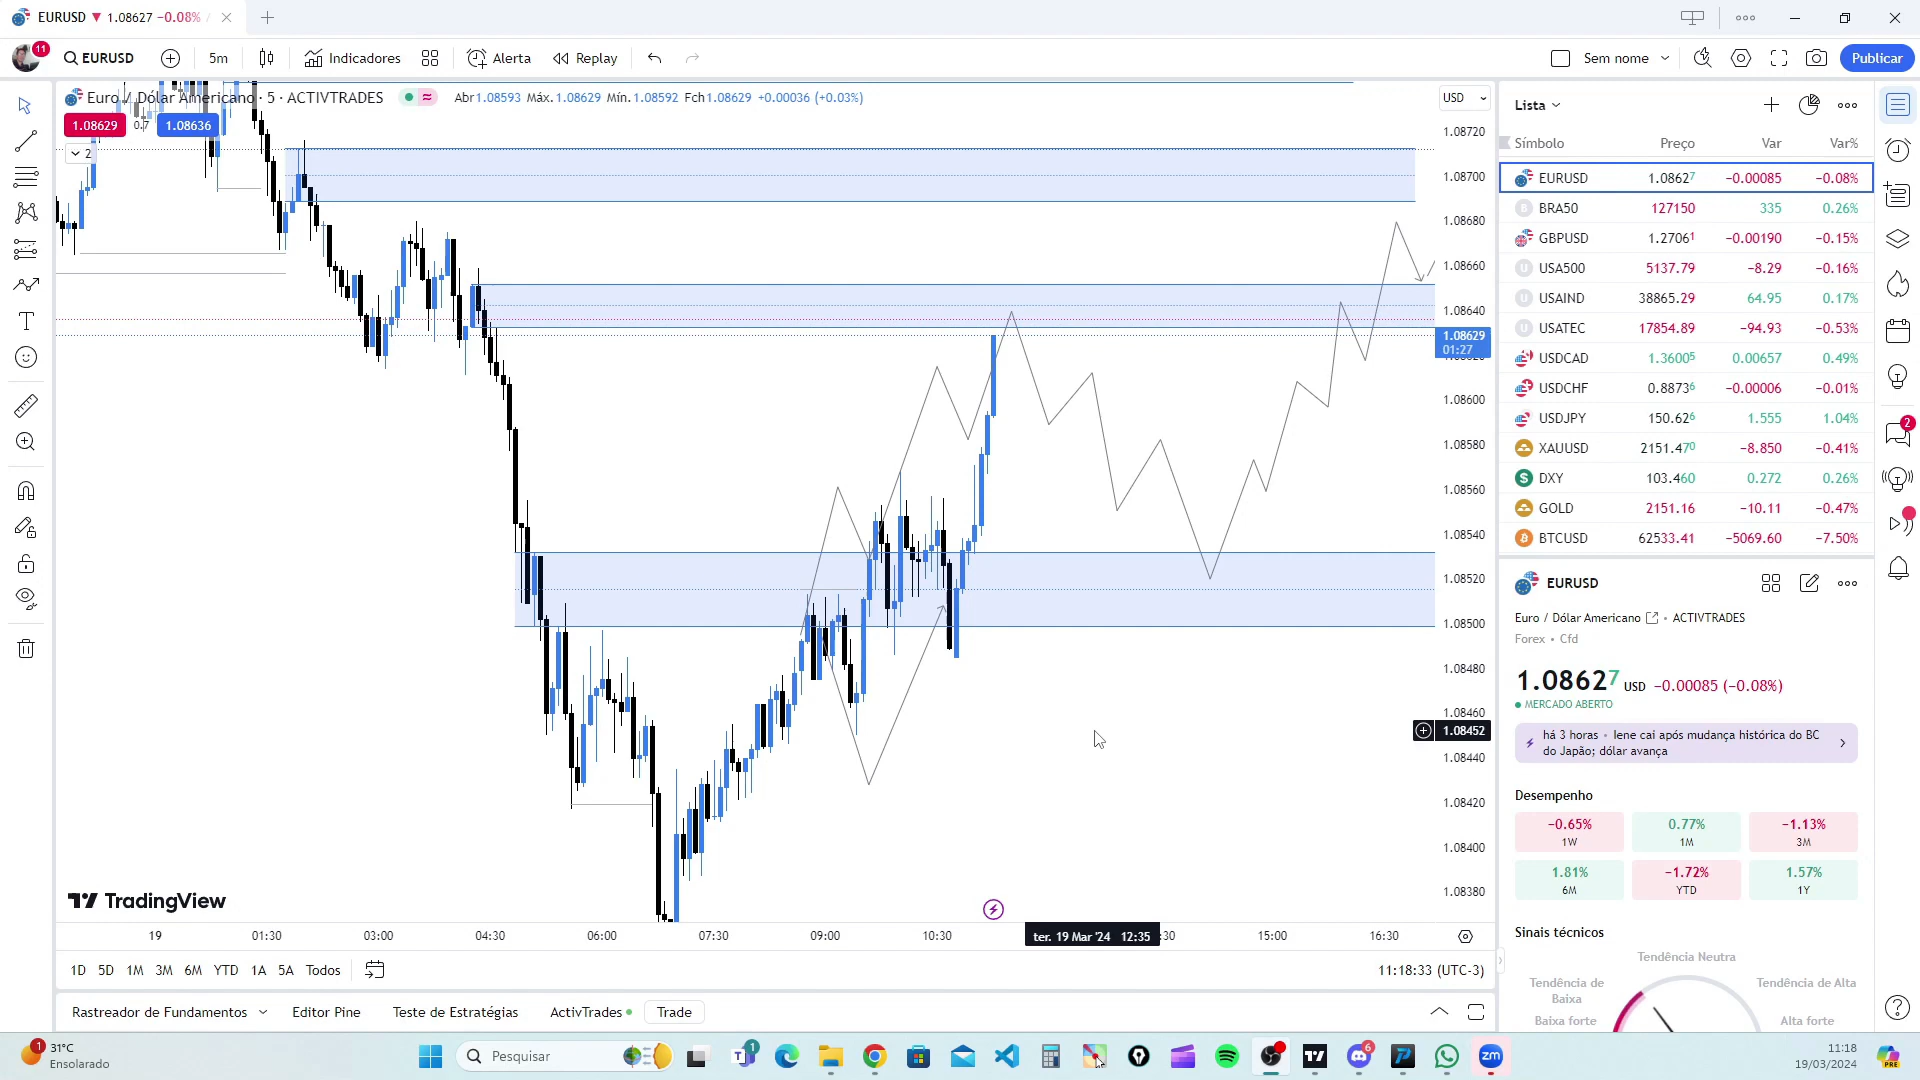 EURUSD ▼ 1.08627 −0.08% /
11 EURUSD 5m Indicadores Alerta Replay Sem nome Publicar
Euro / Dólar Americano · 5 · ACTIVTRADES Abr1.08593 Máx.1.08629 Mín.1.08592 Fch1.08629 +0.00036 (+0.03%)
1.08629 0.7 1.08636
2
USD
1.08720
1.08700
1.08680
1.08660
1.08640
1.08629
01:27
1.08600
1.08580
1.08560
1.08540
1.08520
1.08500
1.08480
1.08460
1.08452
1.08440
1.08420
1.08400
1.08380
TradingView
19 01:30 03:00 04:30 06:00 07:30 09:00 10:30 ter. 19 Mar '24 12:35 :30 15:00 16:30
1D 5D 1M 3M 6M YTD 1A 5A Todos 11:18:33 (UTC-3)
Rastreador de Fundamentos Editor Pine Teste de Estratégias ActivTrades Trade
Lista
Símbolo Preço Var Var%
EURUSD 1.08627 −0.00085 −0.08%
BRA50 127150 335 0.26%
GBPUSD 1.27061 −0.00190 −0.15%
USA500 5137.79 −8.29 −0.16%
USAIND 38865.29 64.95 0.17%
USATEC 17854.89 −94.93 −0.53%
USDCAD 1.36005 0.00657 0.49%
USDCHF 0.88736 −0.00006 −0.01%
USDJPY 150.626 1.555 1.04%
XAUUSD 2151.470 −8.850 −0.41%
DXY 103.460 0.272 0.26%
GOLD 2151.16 −10.11 −0.47%
BTCUSD 62533.41 −5069.60 −7.50%
EURUSD
Euro / Dólar Americano • ACTIVTRADES
Forex • Cfd
1.08627 USD −0.00085 (−0.08%)
MERCADO ABERTO
há 3 horas • Iene cai após mudança histórica do BC
do Japão; dólar avança
Desempenho
−0.65% 0.77% −1.13%
1W 1M 3M
1.81% −1.72% 1.57%
6M YTD 1Y
Sinais técnicos
Tendência Neutra
Tendência de Baixa Tendência de Alta
Baixa forte Alta forte
2
1 31°C
Ensolarado
Pesquisar
1
6
zm
11:18
19/03/2024
PRE